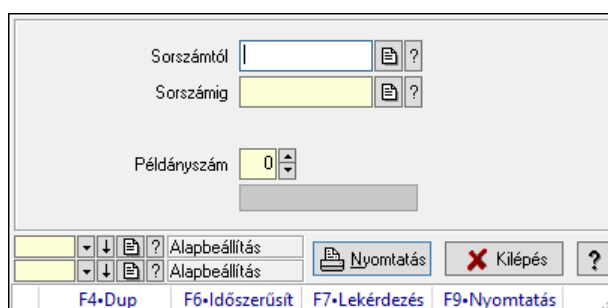 Sorszámtól ?
Sorszámig ?
Példányszám 0
? Alapbeállítás
? Alapbeállítás
Nyomtatás Kilépés ?
F4•Dup F6•Időszerűsít F7•Lekérdezés F9•Nyomtatás